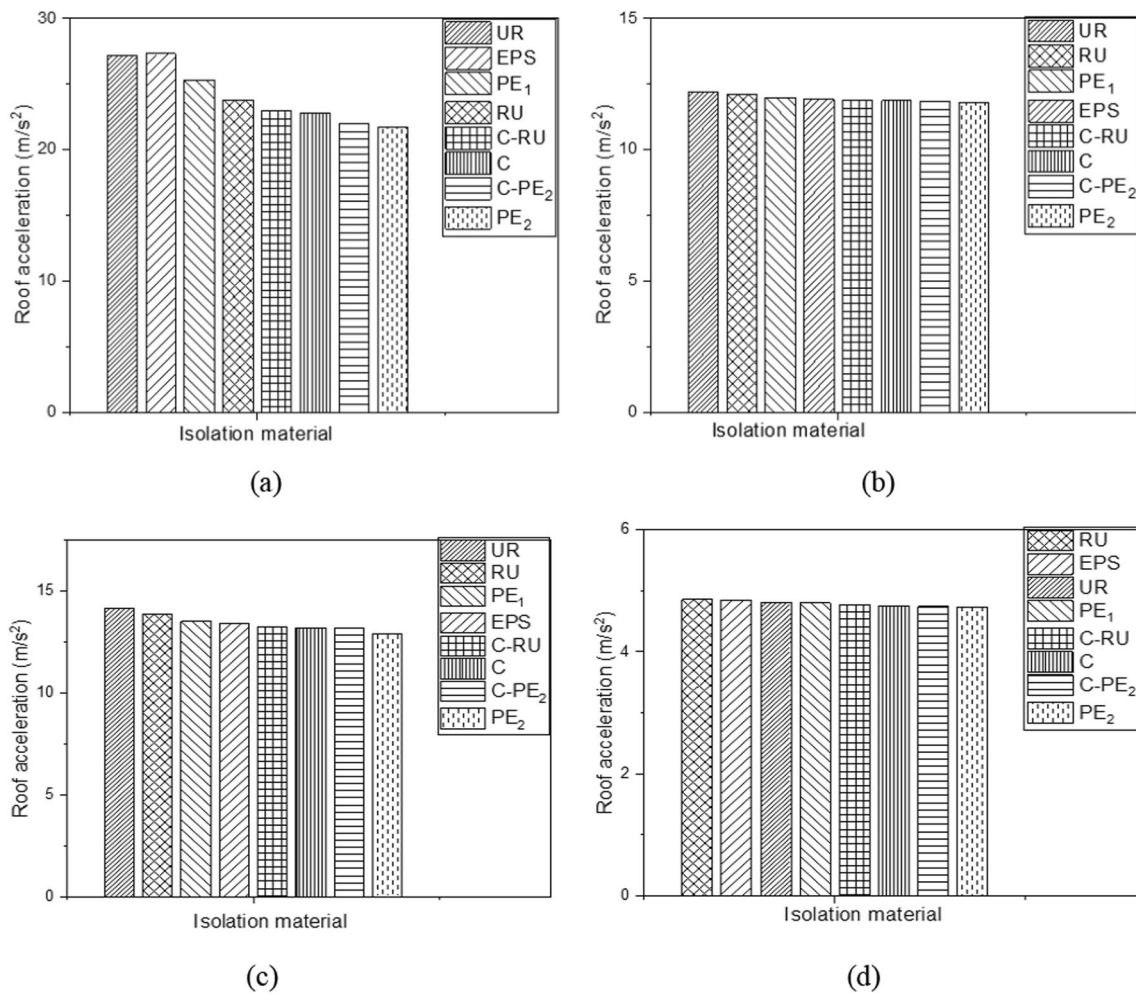 30
20
10
0
Roof acceleration (m/s²)
UR
EPS
PE₁
RU
C-RU
C
C-PE₂
PE₂
Isolation material
(a)
15
10
5
0
Roof acceleration (m/s²)
UR
RU
PE₁
EPS
C-RU
C
C-PE₂
PE₂
Isolation material
(b)
15
10
5
0
Roof acceleration (m/s²)
UR
RU
PE₁
EPS
C-RU
C
C-PE₂
PE₂
Isolation material
(c)
6
4
2
0
Roof acceleration (m/s²)
RU
EPS
UR
PE₁
C-RU
C
C-PE₂
PE₂
Isolation material
(d)